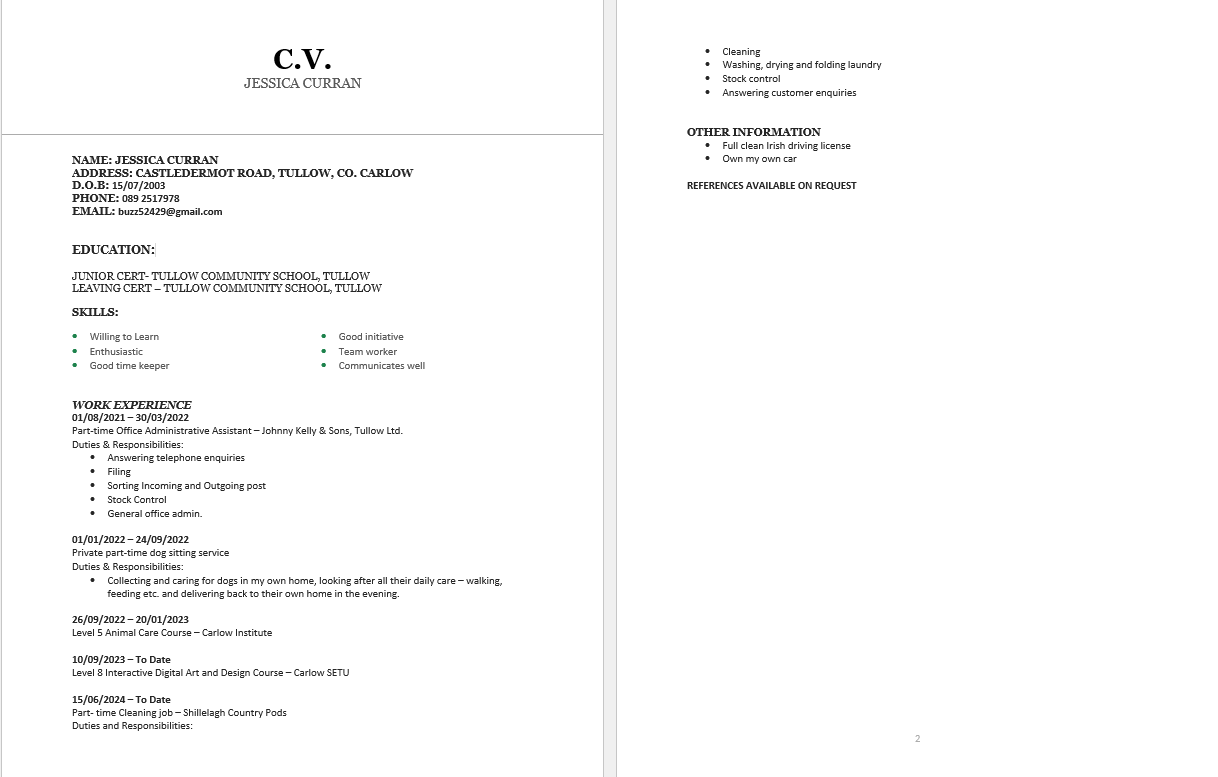 C.V.
JESSICA CURRAN
NAME: JESSICA CURRAN
ADDRESS: CASTLEDERMOT ROAD, TULLOW, CO. CARLOW
D.O.B: 15/07/2003
PHONE: 089 2517978
EMAIL: buzz52429@gmail.com
EDUCATION:
JUNIOR CERT- TULLOW COMMUNITY SCHOOL, TULLOW
LEAVING CERT – TULLOW COMMUNITY SCHOOL, TULLOW
SKILLS:
• Willing to Learn
• Enthusiastic
• Good time keeper
• Good initiative
• Team worker
• Communicates well
WORK EXPERIENCE
01/08/2021 – 30/03/2022
Part-time Office Administrative Assistant – Johnny Kelly & Sons, Tullow Ltd.
Duties & Responsibilities:
• Answering telephone enquiries
• Filing
• Sorting Incoming and Outgoing post
• Stock Control
• General office admin.
01/01/2022 – 24/09/2022
Private part-time dog sitting service
Duties & Responsibilities:
• Collecting and caring for dogs in my own home, looking after all their daily care – walking,
feeding etc. and delivering back to their own home in the evening.
26/09/2022 – 20/01/2023
Level 5 Animal Care Course – Carlow Institute
10/09/2023 – To Date
Level 8 Interactive Digital Art and Design Course – Carlow SETU
15/06/2024 – To Date
Part- time Cleaning job – Shillelagh Country Pods
Duties and Responsibilities:
• Cleaning
• Washing, drying and folding laundry
• Stock control
• Answering customer enquiries
OTHER INFORMATION
• Full clean Irish driving license
• Own my own car
REFERENCES AVAILABLE ON REQUEST
2